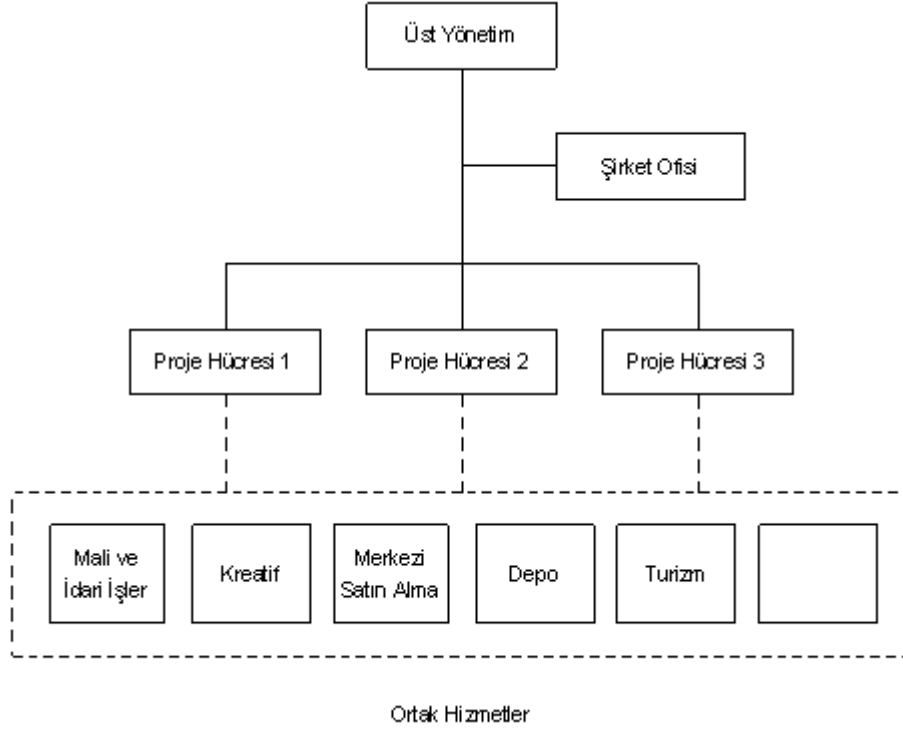 Üst Yönetim
Şirket Ofisi
Proje Hücresi 1
Proje Hücresi 2
Proje Hücresi 3
Mali ve
İdari İşler
Kreatif
Merkezi
Satın Alma
Depo
Turizm
Ortak Hizmetler